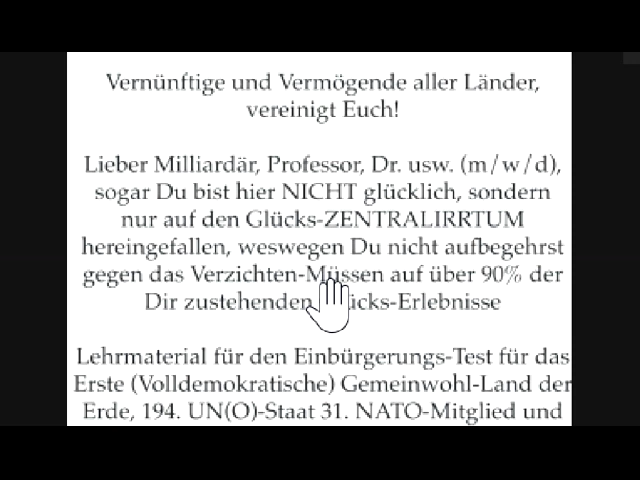 Vernünftige und Vermögende aller Länder,
vereinigt Euch!
Lieber Milliardär, Professor, Dr. usw. (m/w/d),
sogar Du bist hier NICHT glücklich, sondern
nur auf den Glücks-ZENTRALIRRTUM
hereingefallen, weswegen Du nicht aufbegehrst
gegen das Verzichten-Müssen auf über 90% der
Dir zustehenden Glücks-Erlebnisse
Lehrmaterial für den Einbürgerungs-Test für das
Erste (Volldemokratische) Gemeinwohl-Land der
Erde, 194. UN(O)-Staat 31. NATO-Mitglied und